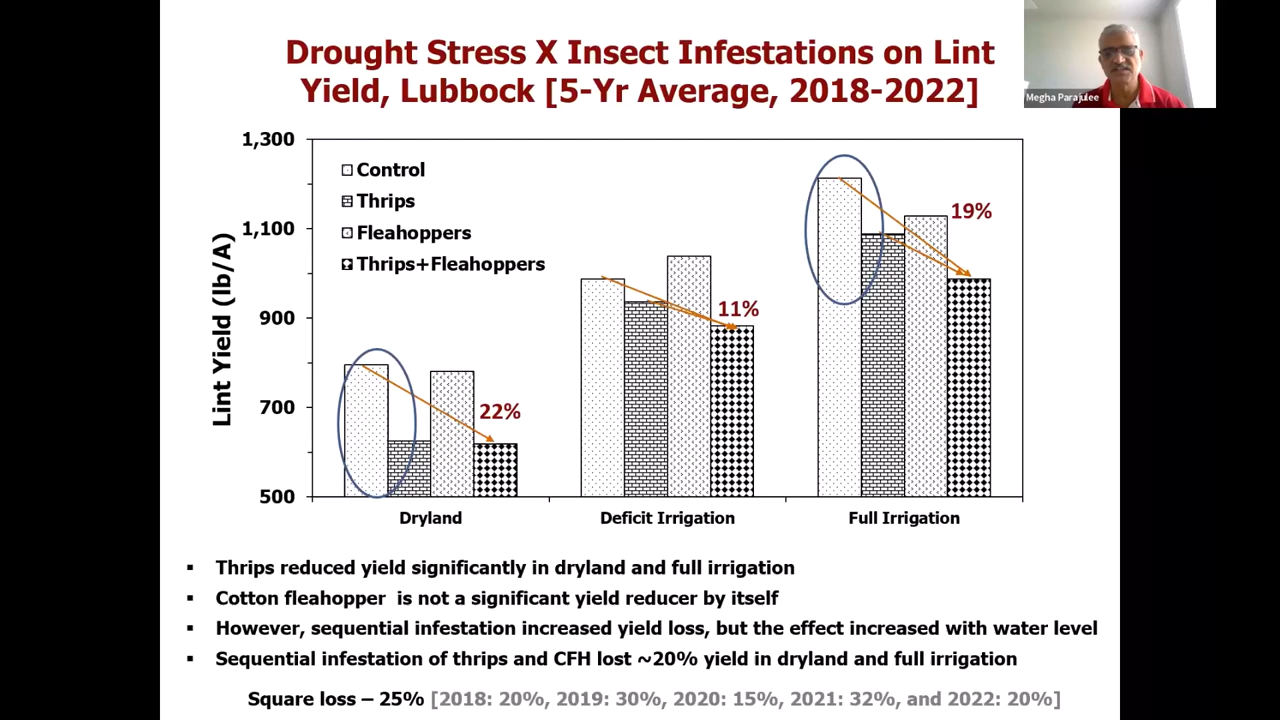 Drought Stress X Insect Infestations on Lint
Yield, Lubbock [5-Yr Average, 2018-2022]
Megha Parajulee
1,300
1,100
900
700
500
Lint Yield (lb/A)
Control
Thrips
Fleahoppers
Thrips+Fleahoppers
22%
11%
19%
Dryland
Deficit Irrigation
Full Irrigation
▪ Thrips reduced yield significantly in dryland and full irrigation
▪ Cotton fleahopper is not a significant yield reducer by itself
▪ However, sequential infestation increased yield loss, but the effect increased with water level
▪ Sequential infestation of thrips and CFH lost ~20% yield in dryland and full irrigation
Square loss – 25% [2018: 20%, 2019: 30%, 2020: 15%, 2021: 32%, and 2022: 20%]